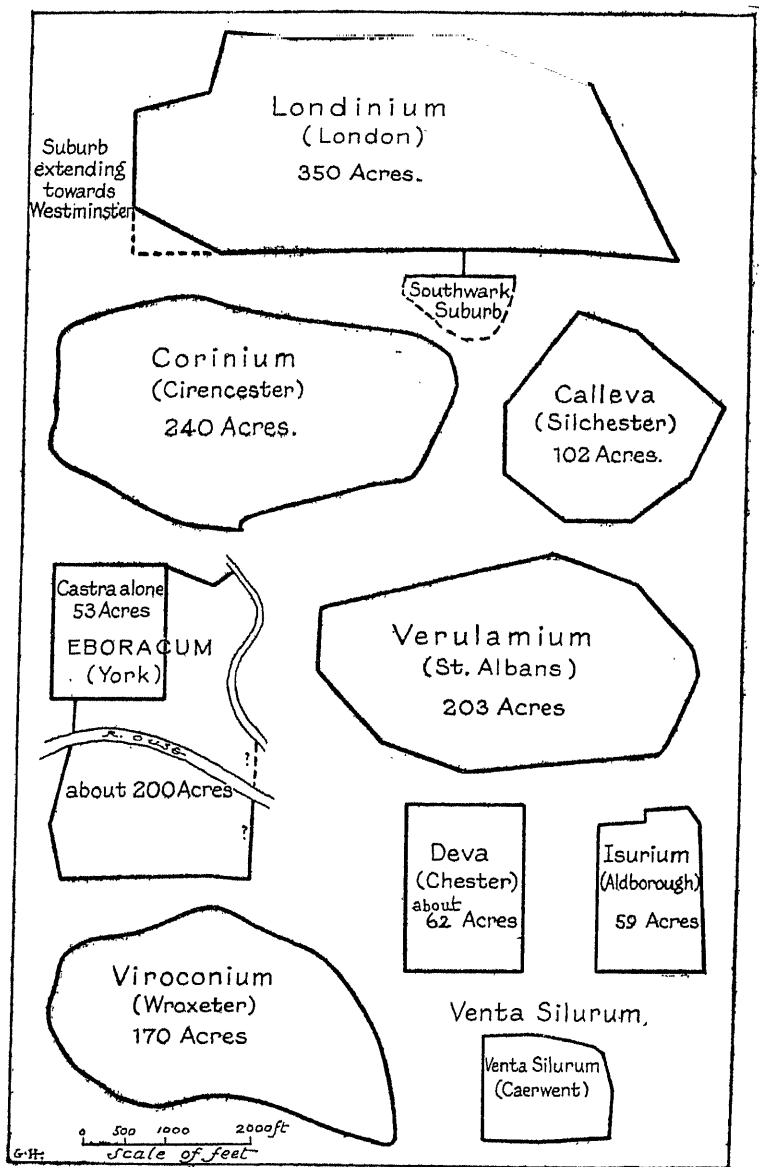 Londinium
(London)
350 Acres.
Suburb
extending
towards
Westminster
Southwark
Suburb
Corinium
(Cirencester)
240 Acres.
Calleva
(Silchester)
102 Acres.
Castra alone
53 Acres
EBORACUM
(York)
R. OUSE
?
about 200 Acres
?
Verulamium
(St. Albans)
203 Acres
Deva
(Chester)
about
62 Acres
Isurium
(Aldborough)
59 Acres
Viroconium
(Wroxeter)
170 Acres
Venta Silurum,
Venta Silurum
(Caerwent)
0 500 1000 2000ft
Scale of feet
G.H.